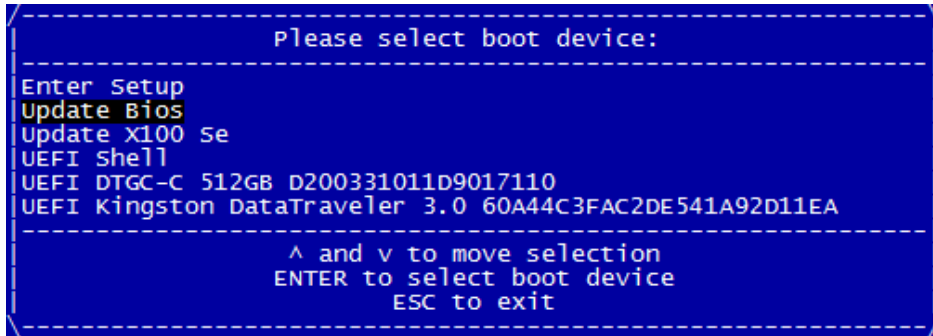 Please select boot device:
Enter Setup
Update Bios
Update X100 Se
UEFI Shell
UEFI DTGC-C 512GB D200331011D9017110
UEFI Kingston DataTraveler 3.0 60A44C3FAC2DE541A92D11EA
^ and v to move selection
ENTER to select boot device
ESC to exit